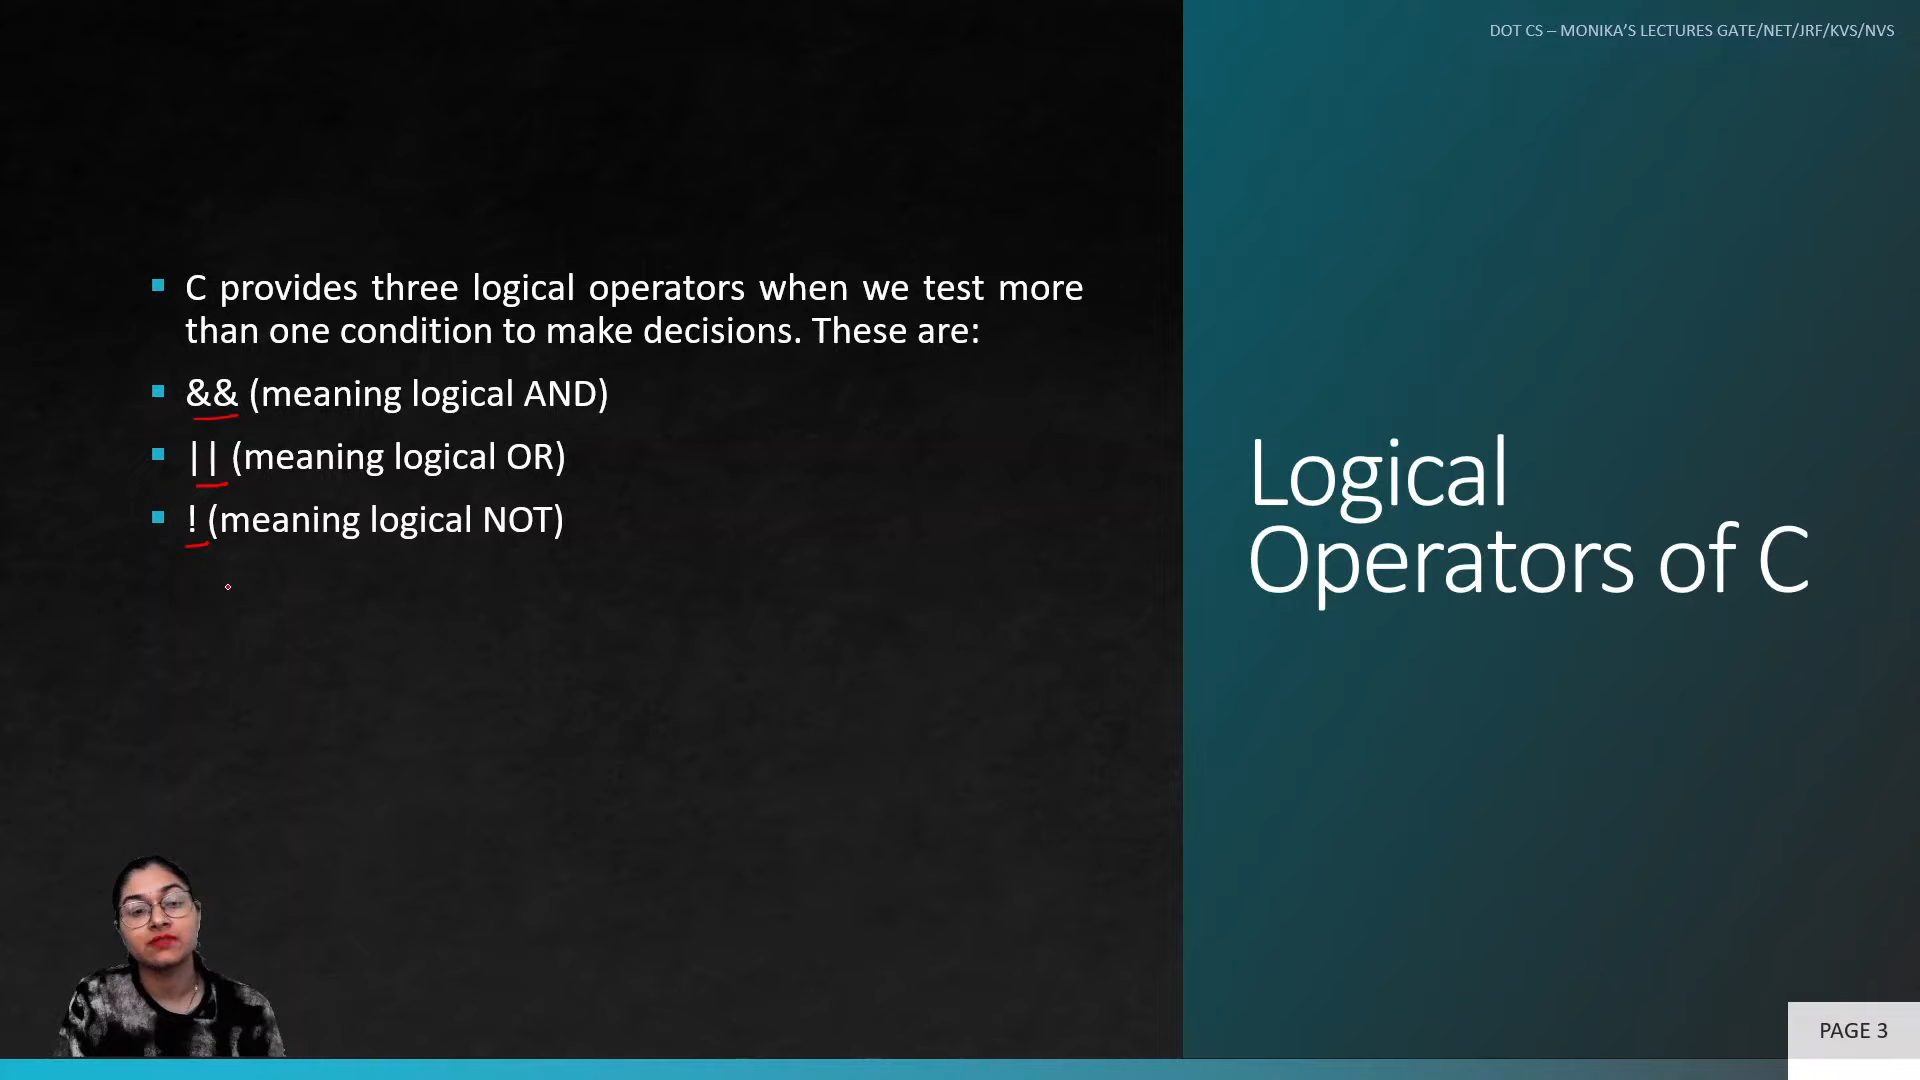 DOT CS – MONIKA’S LECTURES GATE/NET/JRF/KVS/NVS
C provides three logical operators when we test more
than one condition to make decisions. These are:
&& (meaning logical AND)
|| (meaning logical OR)
! (meaning logical NOT)
Logical
Operators of C
PAGE 3